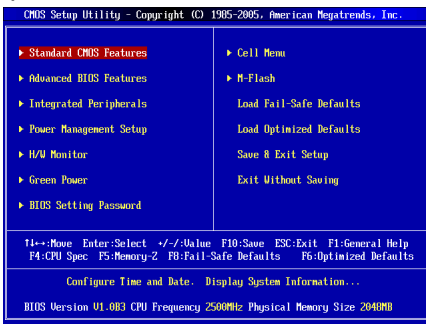 CMOS Setup Utility - Copyright (C) 1985-2005, American Megatrends, Inc.
▸ Standard CMOS Features
▸ Advanced BIOS Features
▸ Integrated Peripherals
▸ Power Management Setup
▸ H/W Monitor
▸ Green Power
▸ BIOS Setting Password
▸ Cell Menu
▸ M-Flash
Load Fail-Safe Defaults
Load Optimized Defaults
Save & Exit Setup
Exit Without Saving
↑↓←→:Move Enter:Select +/-/:Value F10:Save ESC:Exit F1:General Help
F4:CPU Spec F5:Memory-Z F8:Fail-Safe Defaults F6:Optimized Defaults
Configure Time and Date. Display System Information...
BIOS Version V1.0B3 CPU Frequency 2500MHz Physical Memory Size 2048MB